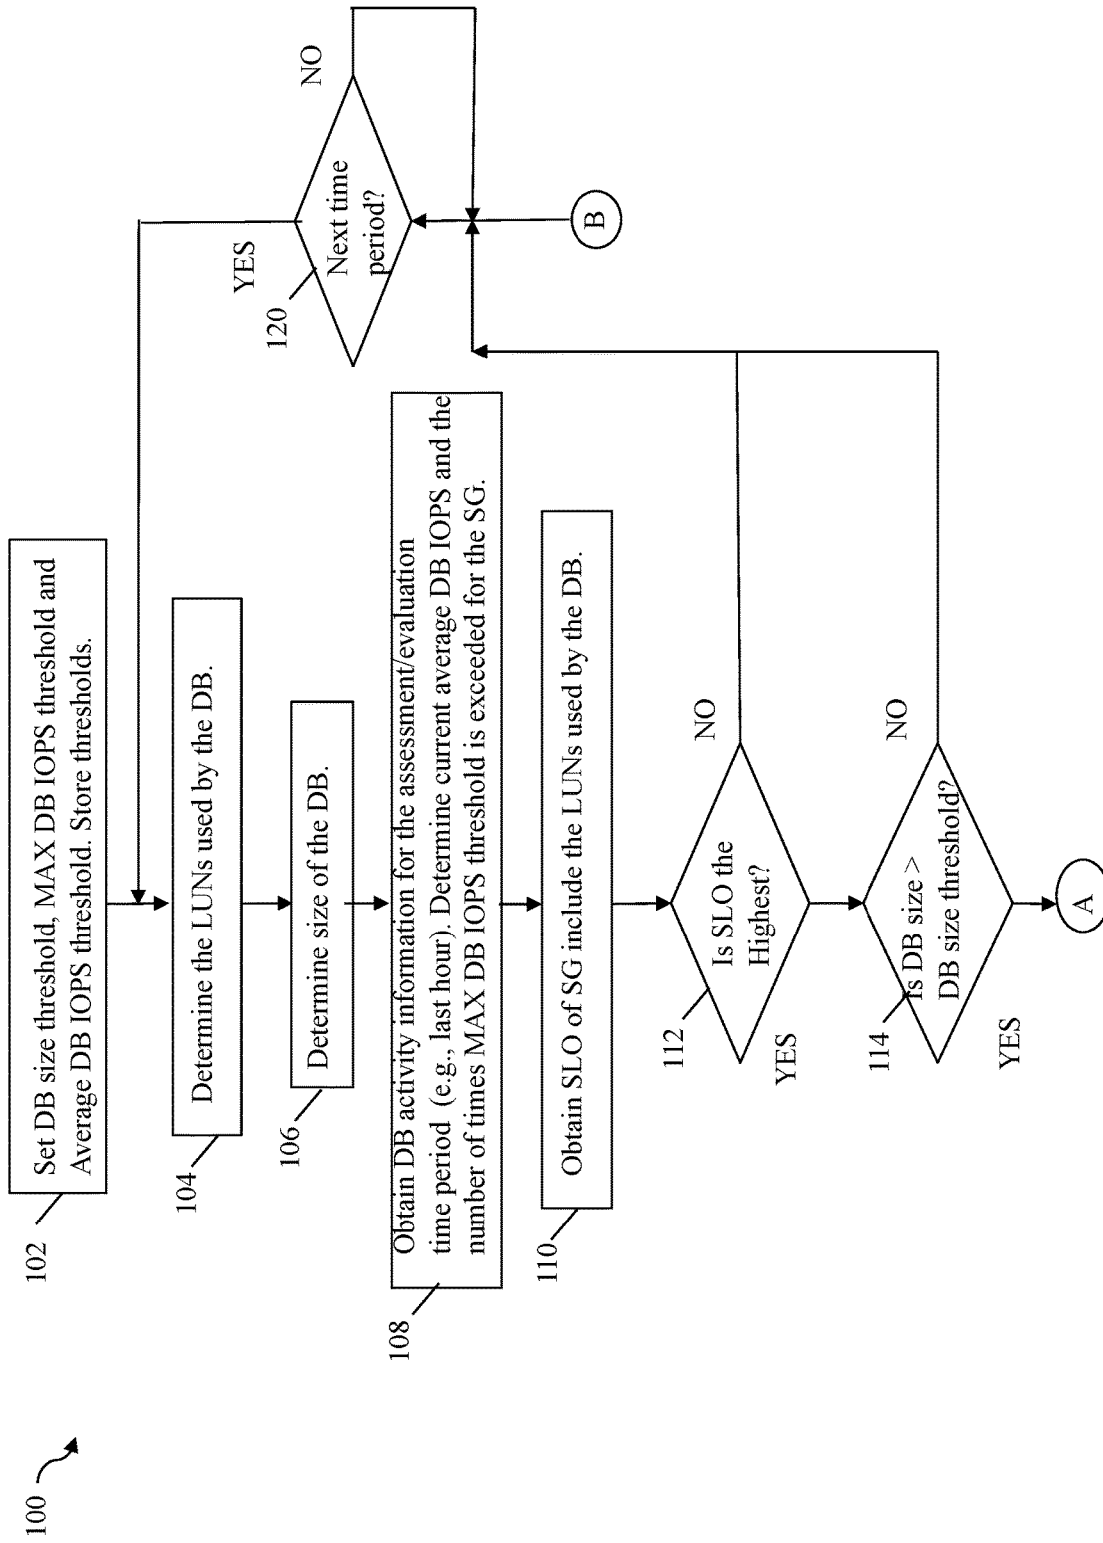 100
102
Set DB size threshold, MAX DB IOPS threshold and
Average DB IOPS threshold. Store thresholds.
104
Determine the LUNs used by the DB.
106
Determine size of the DB.
108
Obtain DB activity information for the assessment/evaluation
time period (e.g., last hour). Determine current average DB IOPS and the
number of times MAX DB IOPS threshold is exceeded for the SG.
110
Obtain SLO of SG include the LUNs used by the DB.
112
Is SLO the
Highest?
YES
NO
114
Is DB size >
DB size threshold?
YES
NO
A
120
Next time
period?
YES
NO
B